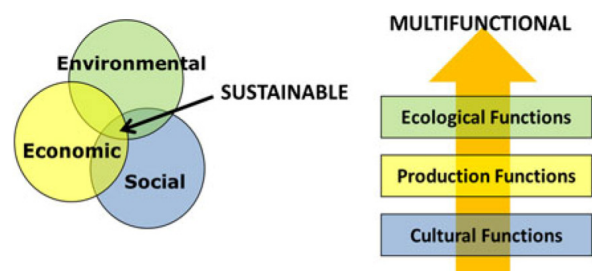 Environmental
SUSTAINABLE
Economic
Social
MULTIFUNCTIONAL
Ecological Functions
Production Functions
Cultural Functions